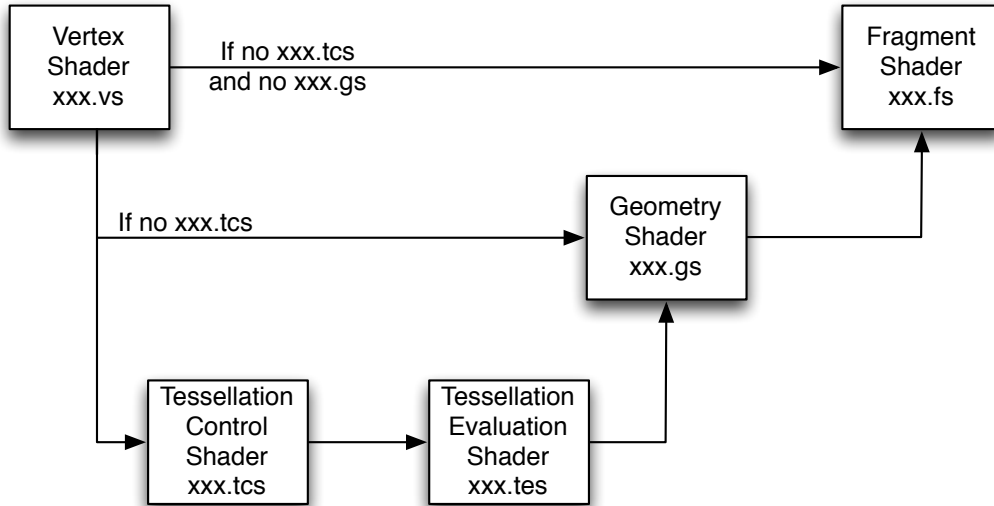 Vertex
Shader
xxx.vs
If no xxx.tcs
and no xxx.gs
Fragment
Shader
xxx.fs
If no xxx.tcs
Geometry
Shader
xxx.gs
Tessellation
Control
Shader
xxx.tcs
Tessellation
Evaluation
Shader
xxx.tes